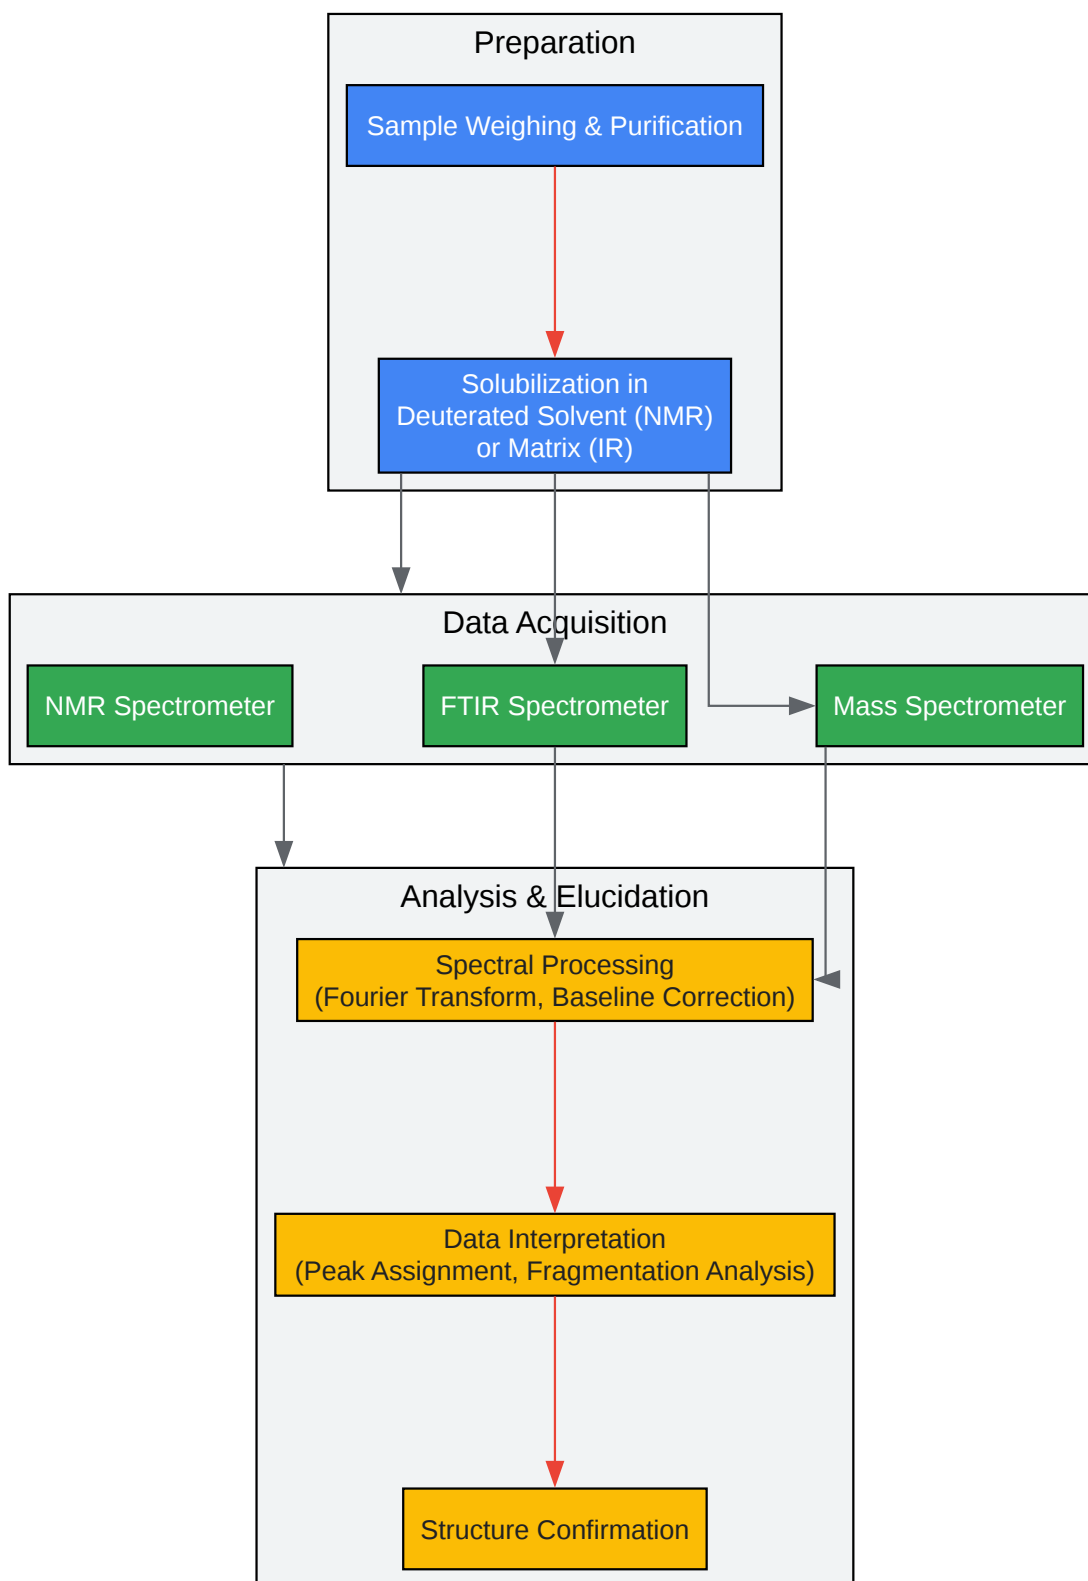 Preparation
Sample Weighing & Purification
Solubilization in
Deuterated Solvent (NMR)
or Matrix (IR)
Data Acquisition
NMR Spectrometer
FTIR Spectrometer
Mass Spectrometer
Analysis & Elucidation
Spectral Processing
(Fourier Transform, Baseline Correction)
Data Interpretation
(Peak Assignment, Fragmentation Analysis)
Structure Confirmation